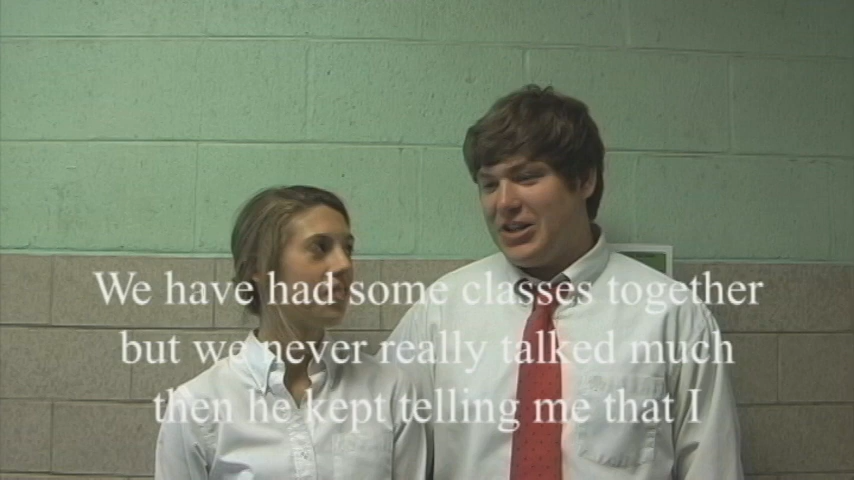 We have had some classes together
but we never really talked much
then he kept telling me that I